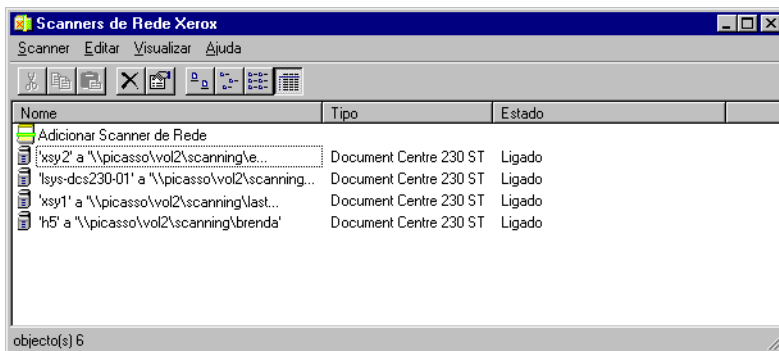 Scanners de Rede Xerox
Scanner Editar Visualizar Ajuda
Nome Tipo Estado
Adicionar Scanner de Rede
'xsy2' a '\\picasso\vol2\scanning\e... Document Centre 230 ST Ligado
'lsys-dcs230-01' a '\\picasso\vol2\scanning... Document Centre 230 ST Ligado
'xsy1' a '\\picasso\vol2\scanning\last... Document Centre 230 ST Ligado
'h5' a '\\picasso\vol2\scanning\brenda' Document Centre 230 ST Ligado
objecto(s) 6